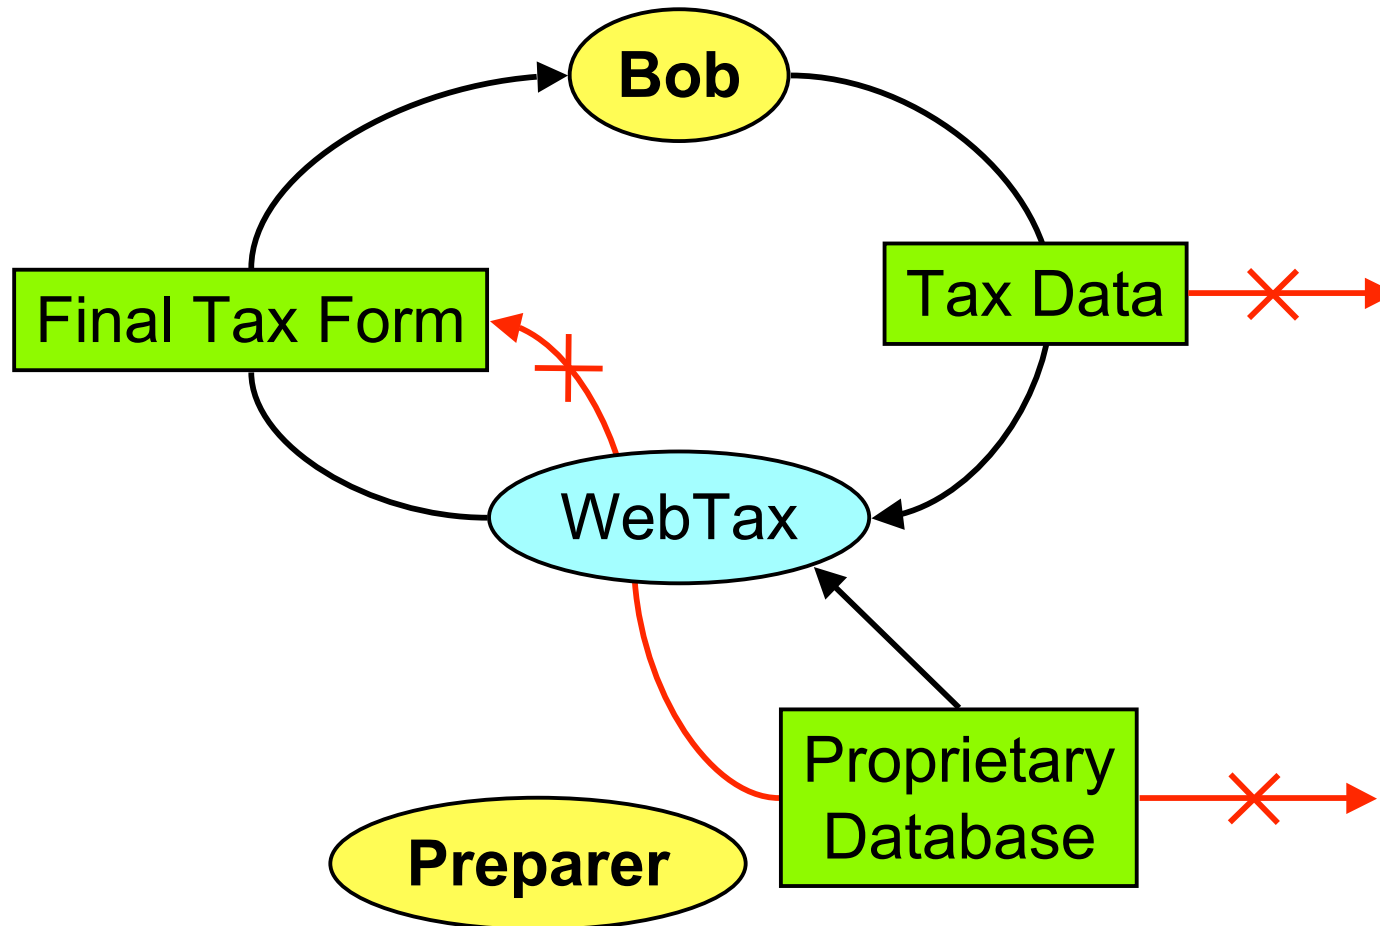 Bob
Tax Data
Final Tax Form
WebTax
Proprietary
Database
Preparer